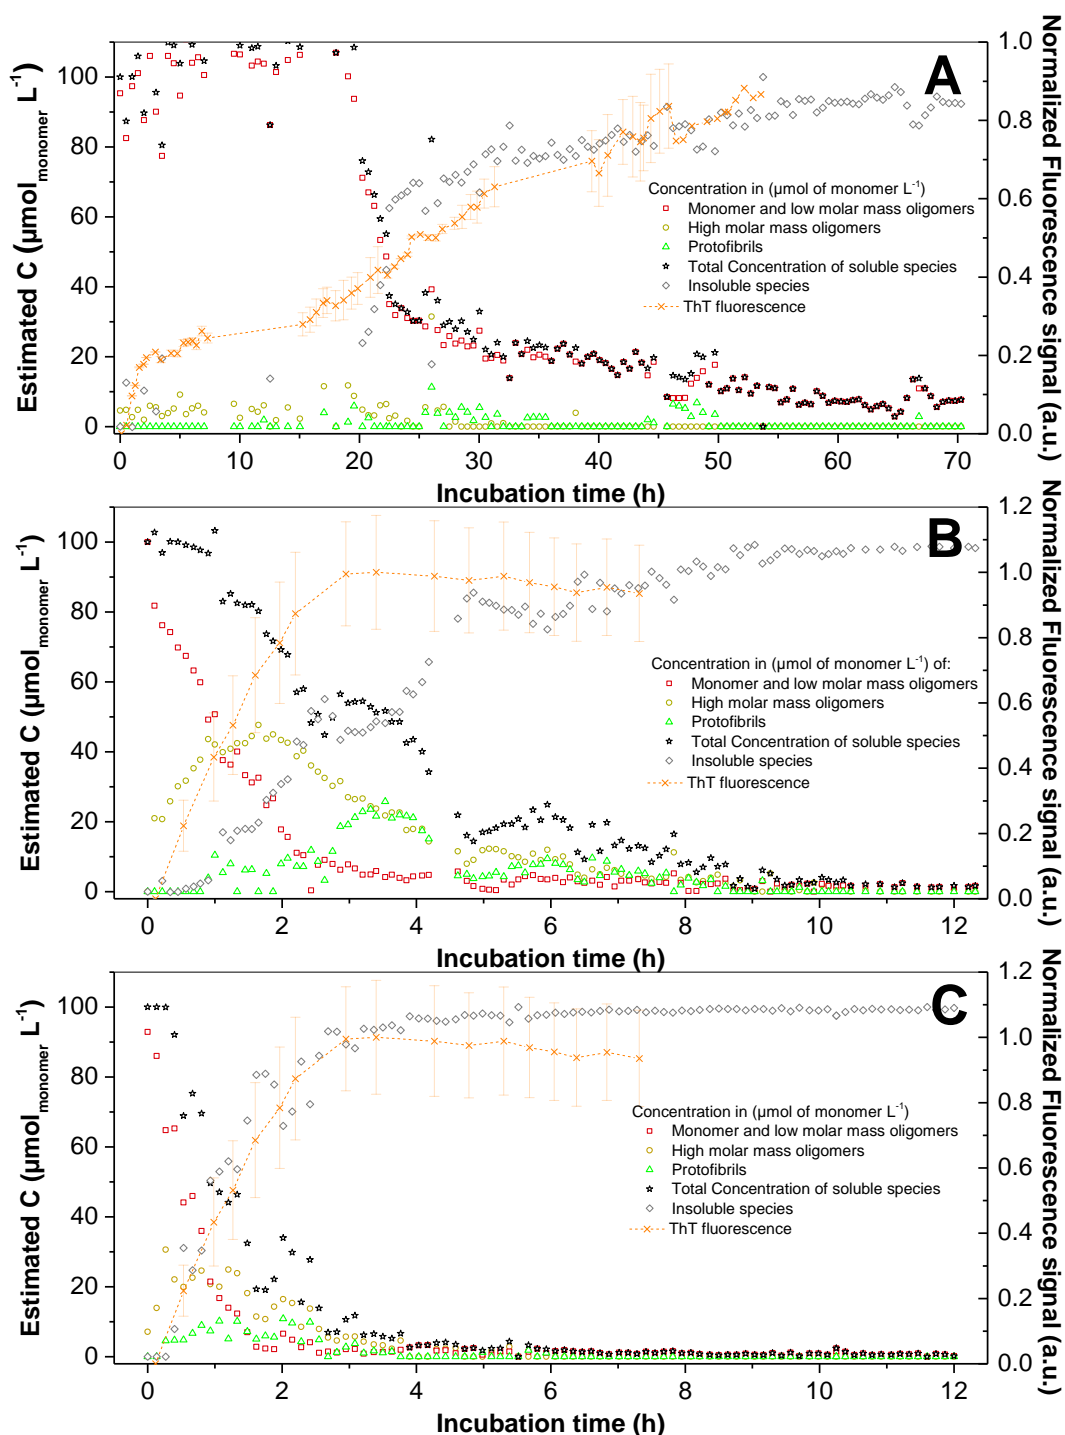 A
Estimated C (µmol monomer L-1)
Normalized Fluorescence signal (a.u.)
100
80
60
40
20
0
1.0
0.8
0.6
0.4
0.2
0.0
Concentration in (µmol of monomer L-1)
Monomer and low molar mass oligomers
High molar mass oligomers
Protofibrils
Total Concentration of soluble species
Insoluble species
ThT fluorescence
0 10 20 30 40 50 60 70
Incubation time (h)
B
Estimated C (µmol monomer L-1)
Normalized Fluorescence signal (a.u.)
100
80
60
40
20
0
1.2
1.0
0.8
0.6
0.4
0.2
0.0
Concentration in (µmol of monomer L-1) of:
Monomer and low molar mass oligomers
High molar mass oligomers
Protofibrils
Total Concentration of soluble species
Insoluble species
ThT fluorescence
0 2 4 6 8 10 12
Incubation time (h)
C
Estimated C (µmol monomer L-1)
Normalized Fluorescence signal (a.u.)
100
80
60
40
20
0
1.2
1.0
0.8
0.6
0.4
0.2
0.0
Concentration in (µmol of monomer L-1)
Monomer and low molar mass oligomers
High molar mass oligomers
Protofibrils
Total Concentration of soluble species
Insoluble species
ThT fluorescence
0 2 4 6 8 10 12
Incubation time (h)